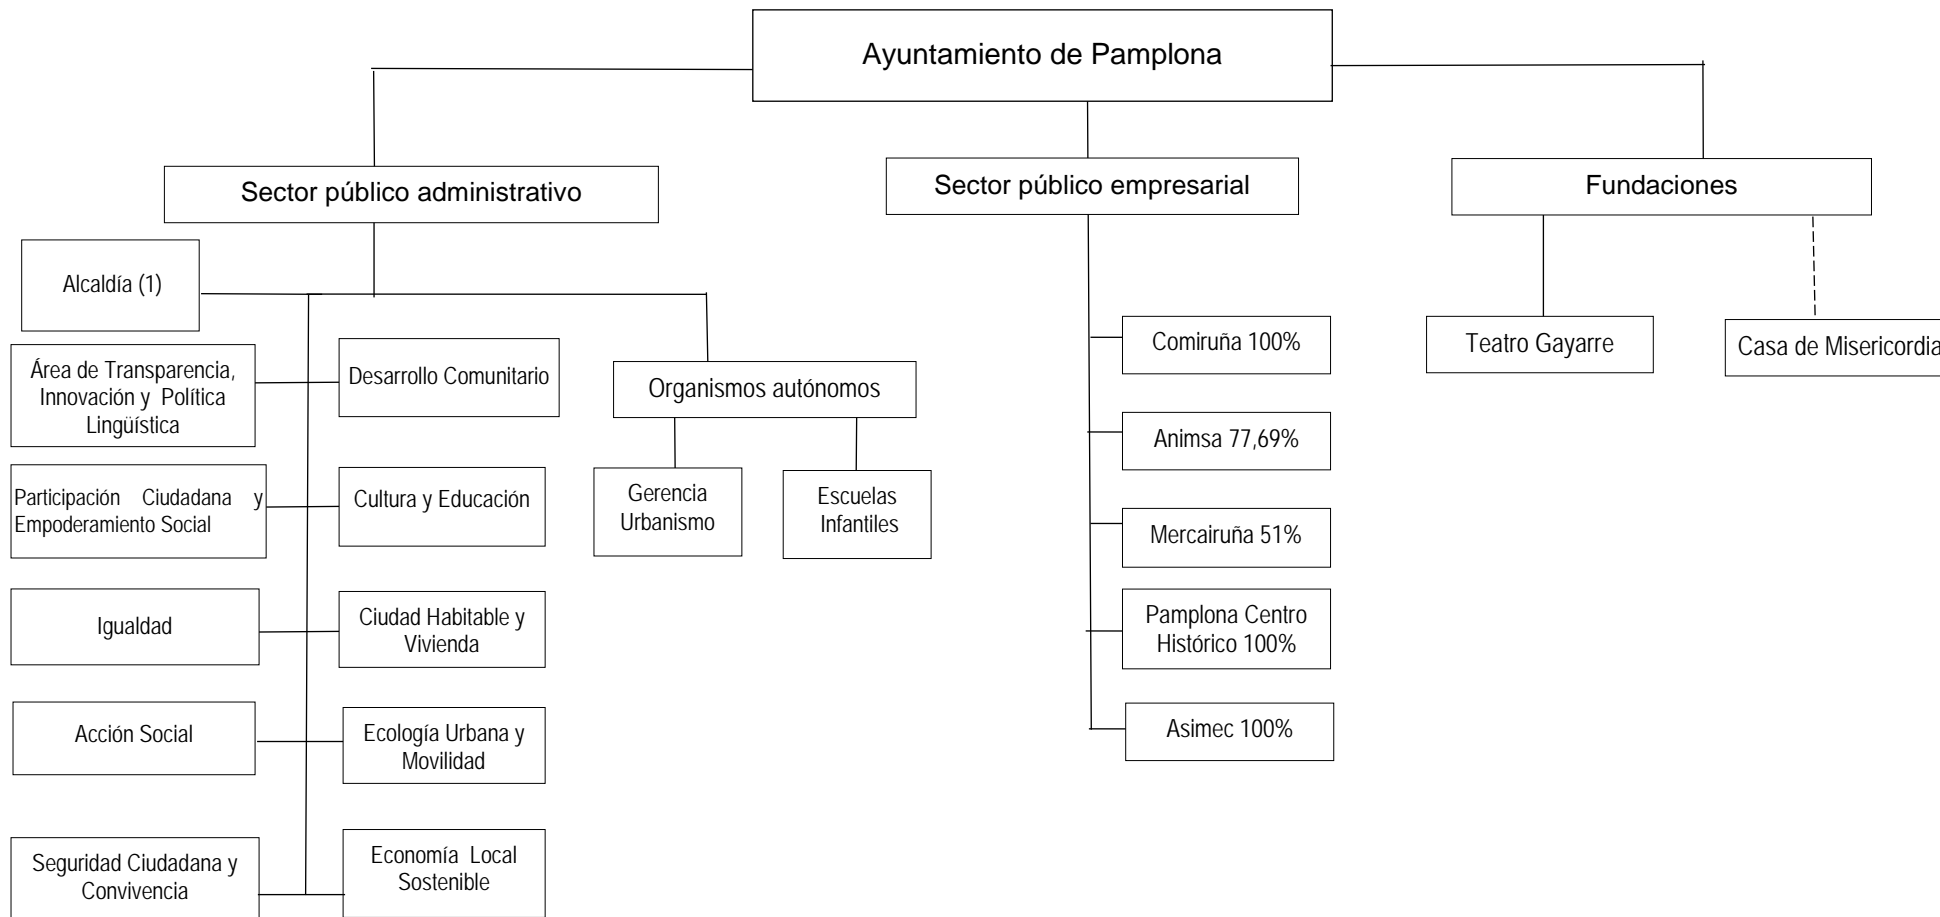 Ayuntamiento de Pamplona
Sector público administrativo
Sector público empresarial
Fundaciones
Alcaldía (1)
Área de Transparencia,
Innovación y Política
Lingüística
Desarrollo Comunitario
Participación Ciudadana y
Empoderamiento Social
Cultura y Educación
Igualdad
Ciudad Habitable y
Vivienda
Acción Social
Ecología Urbana y
Movilidad
Seguridad Ciudadana y
Convivencia
Economía Local
Sostenible
Organismos autónomos
Gerencia
Urbanismo
Escuelas
Infantiles
Comiruña 100%
Animsa 77,69%
Mercairuña 51%
Pamplona Centro
Histórico 100%
Asimec 100%
Teatro Gayarre
Casa de Misericordia